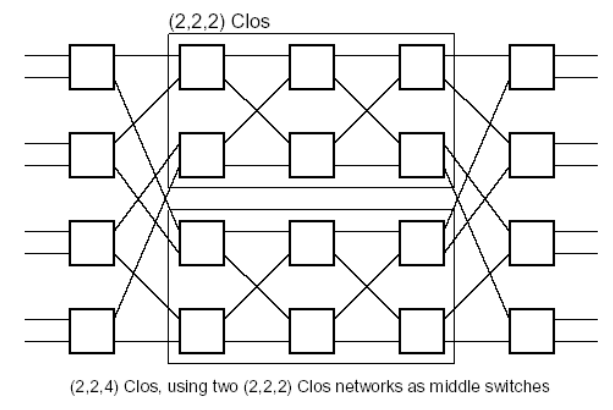 (2,2,2) Clos
(2,2,4) Clos, using two (2,2,2) Clos networks as middle switches